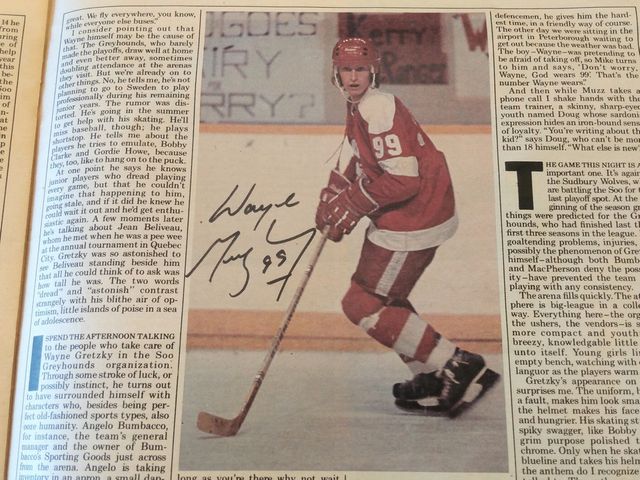 great. We fly everywhere, you know,
while everyone else buses."
I consider pointing out that
Wayne himself may be the cause of
that. The Greyhounds, who barely
made the playoffs, draw well at home
and even better away, sometimes
doubling attendance at the arenas
they visit. But we're already on to
other things. No, he tells me, he's not
planning to go to Sweden to play
professionally during his remaining
junior years. The rumor was dis-
torted. He's going in the summer
to get help with his skating. He'll
miss baseball, though; he plays
shortstop. He tells me about the
players he tries to emulate, Bobby
Clarke and Gordie Howe, because
they, too, like to hang on to the puck.
At one point he says he knows
junior players who dread playing
every game, but that he couldn't
imagine that happening to him,
going stale, and if it did he knew he
could wait it out and he'd get enthu-
siastic again. A few moments later
he's talking about Jean Beliveau,
whom he met when he was a pee wee
at the annual tournament in Quebec
City. Gretzky was so astonished to
see Beliveau standing beside him
that all he could think of to ask was
how tall he was. The two words
"dread" and "astonish" contrast
strangely with his blithe air of op-
timism, little islands of poise in a sea
of adolescence.
I SPEND THE AFTERNOON TALKING
to the people who take care of
Wayne Gretzky in the Soo
Greyhounds organization.
Through some stroke of luck, or
possibly instinct, he turns out
to have surrounded himself with
characters who, besides being per-
fect old-fashioned sports types, also
ooze humanity. Angelo Bumbacco,
for instance, the team's general
manager and the owner of Bum-
bacco's Sporting Goods just across
from the arena. Angelo is taking
inventory in an apron, a small dap-
Kerry
RRY?
99
Wayne
Gretzky 99
long as you're there why not wait
defencemen, he gives him the hard-
est time, in a friendly way of course.
The other day we were sitting in the
airport in Peterborough waiting to
get out because the weather was bad.
The boy—Wayne—was pretending to
be afraid of taking off, so Mike turns
to him and says, 'Don't worry,
Wayne, God wears 99.' That's the
number Wayne wears."
And then while Muzz takes a
phone call I shake hands with the
team trainer, a skinny, sharp-eyed
youth named Doug whose sardonic
expression hides an iron-bound sense
of loyalty. "You're writing about the
kid?" says Doug, who can't be more
than 18 himself. "What else is new?"
THE GAME THIS NIGHT IS A
important one. It's again
the Sudbury Wolves,
are battling the Soo for
last playoff spot. At the
ginning of the season gr
things were predicted for the G
hounds, who had finished last th
first three seasons in the league.
goaltending problems, injuries,
possibly the phenomenon of Gre
himself—although both Bumb
and MacPherson deny the pos
ity—have prevented the team
playing with any consistency.
The arena fills quickly. The at
phere is big-league in a colle
way. Everything here—the org
the ushers, the vendors—is s
more compact and youth
breezy, knowledgable little
unto itself. Young girls li
empty bench, watching with
languor as the players warm
Gretzky's appearance on
surprises me. The uniform, b
a fault, makes him look sma
the helmet makes his face
and hungrier. His skating st
spiky swagger, like Bobby
grim purpose polished t
chrome. Only when he skat
blueline and takes his helm
the anthem do I recognize